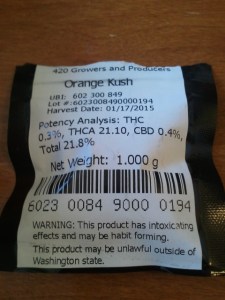 420 Growers and Producers
Orange Kush
UBI: 602 300 849
Lot #:6023008490000194
Harvest Date: 01/17/2015
Potency Analysis: THC
0.3%, THCA 21.10, CBD 0.4%,
Total 21.8%
Net Weight: 1.000 g
6023 0084 9000 0194
WARNING: This product has intoxicating
effects and may be habit forming.
This product may be unlawful outside of
Washington state.